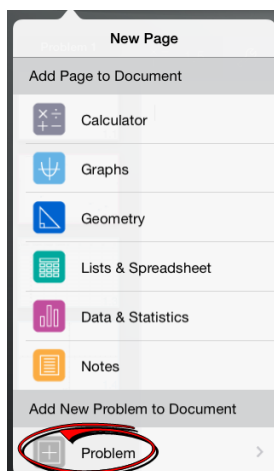 New Page
Add Page to Document
Calculator
Graphs
Geometry
Lists & Spreadsheet
Data & Statistics
Notes
Add New Problem to Document
Problem